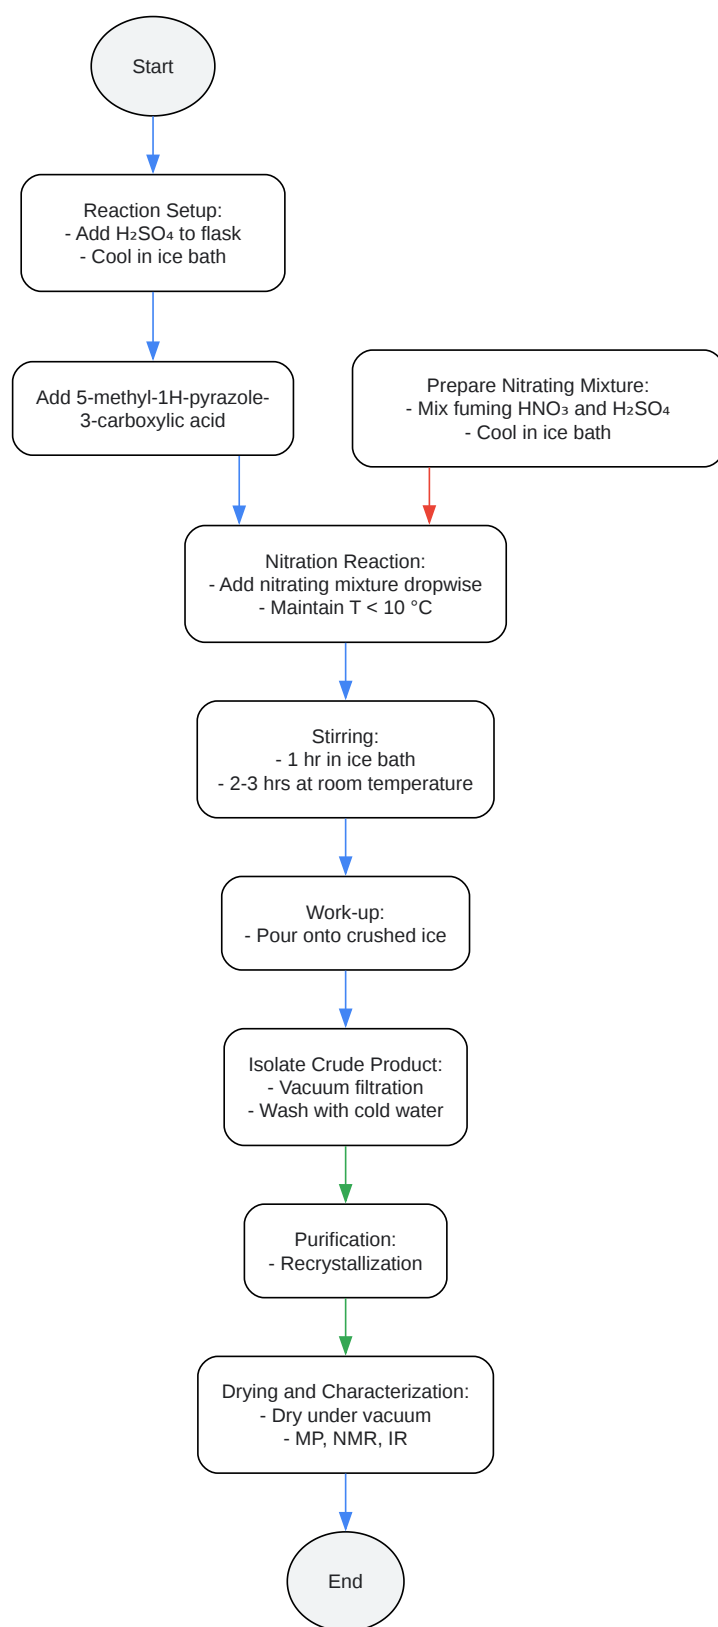 Start
Reaction Setup:
- Add H₂SO₄ to flask
- Cool in ice bath
Add 5-methyl-1H-pyrazole-
3-carboxylic acid
Prepare Nitrating Mixture:
- Mix fuming HNO₃ and H₂SO₄
- Cool in ice bath
Nitration Reaction:
- Add nitrating mixture dropwise
- Maintain T < 10 °C
Stirring:
- 1 hr in ice bath
- 2-3 hrs at room temperature
Work-up:
- Pour onto crushed ice
Isolate Crude Product:
- Vacuum filtration
- Wash with cold water
Purification:
- Recrystallization
Drying and Characterization:
- Dry under vacuum
- MP, NMR, IR
End